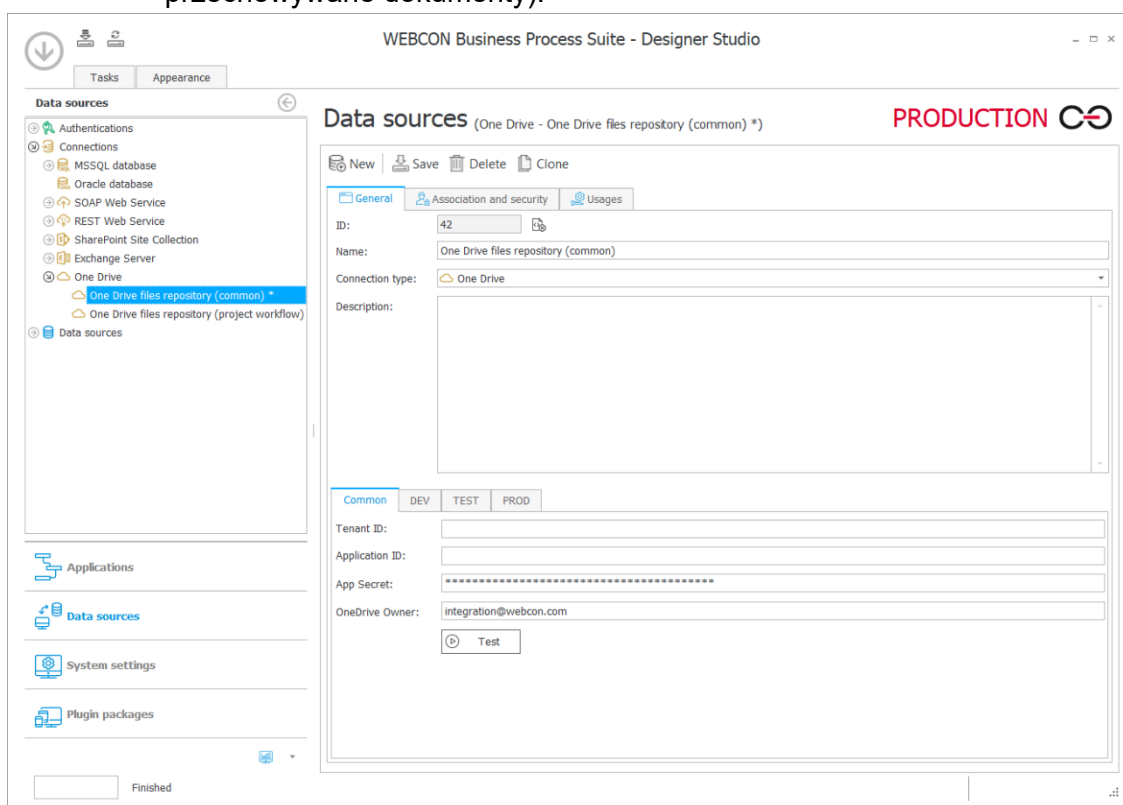 przechowywane dokumenty).
WEBCON Business Process Suite - Designer Studio
Tasks Appearance
Data sources
Authentications
Connections
MSSQL database
Oracle database
SOAP Web Service
REST Web Service
SharePoint Site Collection
Exchange Server
One Drive
One Drive files repository (common) *
One Drive files repository (project workflow)
Data sources
Applications
Data sources
System settings
Plugin packages
Finished
Data sources (One Drive - One Drive files repository (common) *)
PRODUCTION
New Save Delete Clone
General Association and security Usages
ID: 42
Name: One Drive files repository (common)
Connection type: One Drive
Description:
Common DEV TEST PROD
Tenant ID:
Application ID:
App Secret: ****************************************
OneDrive Owner: integration@webcon.com
Test